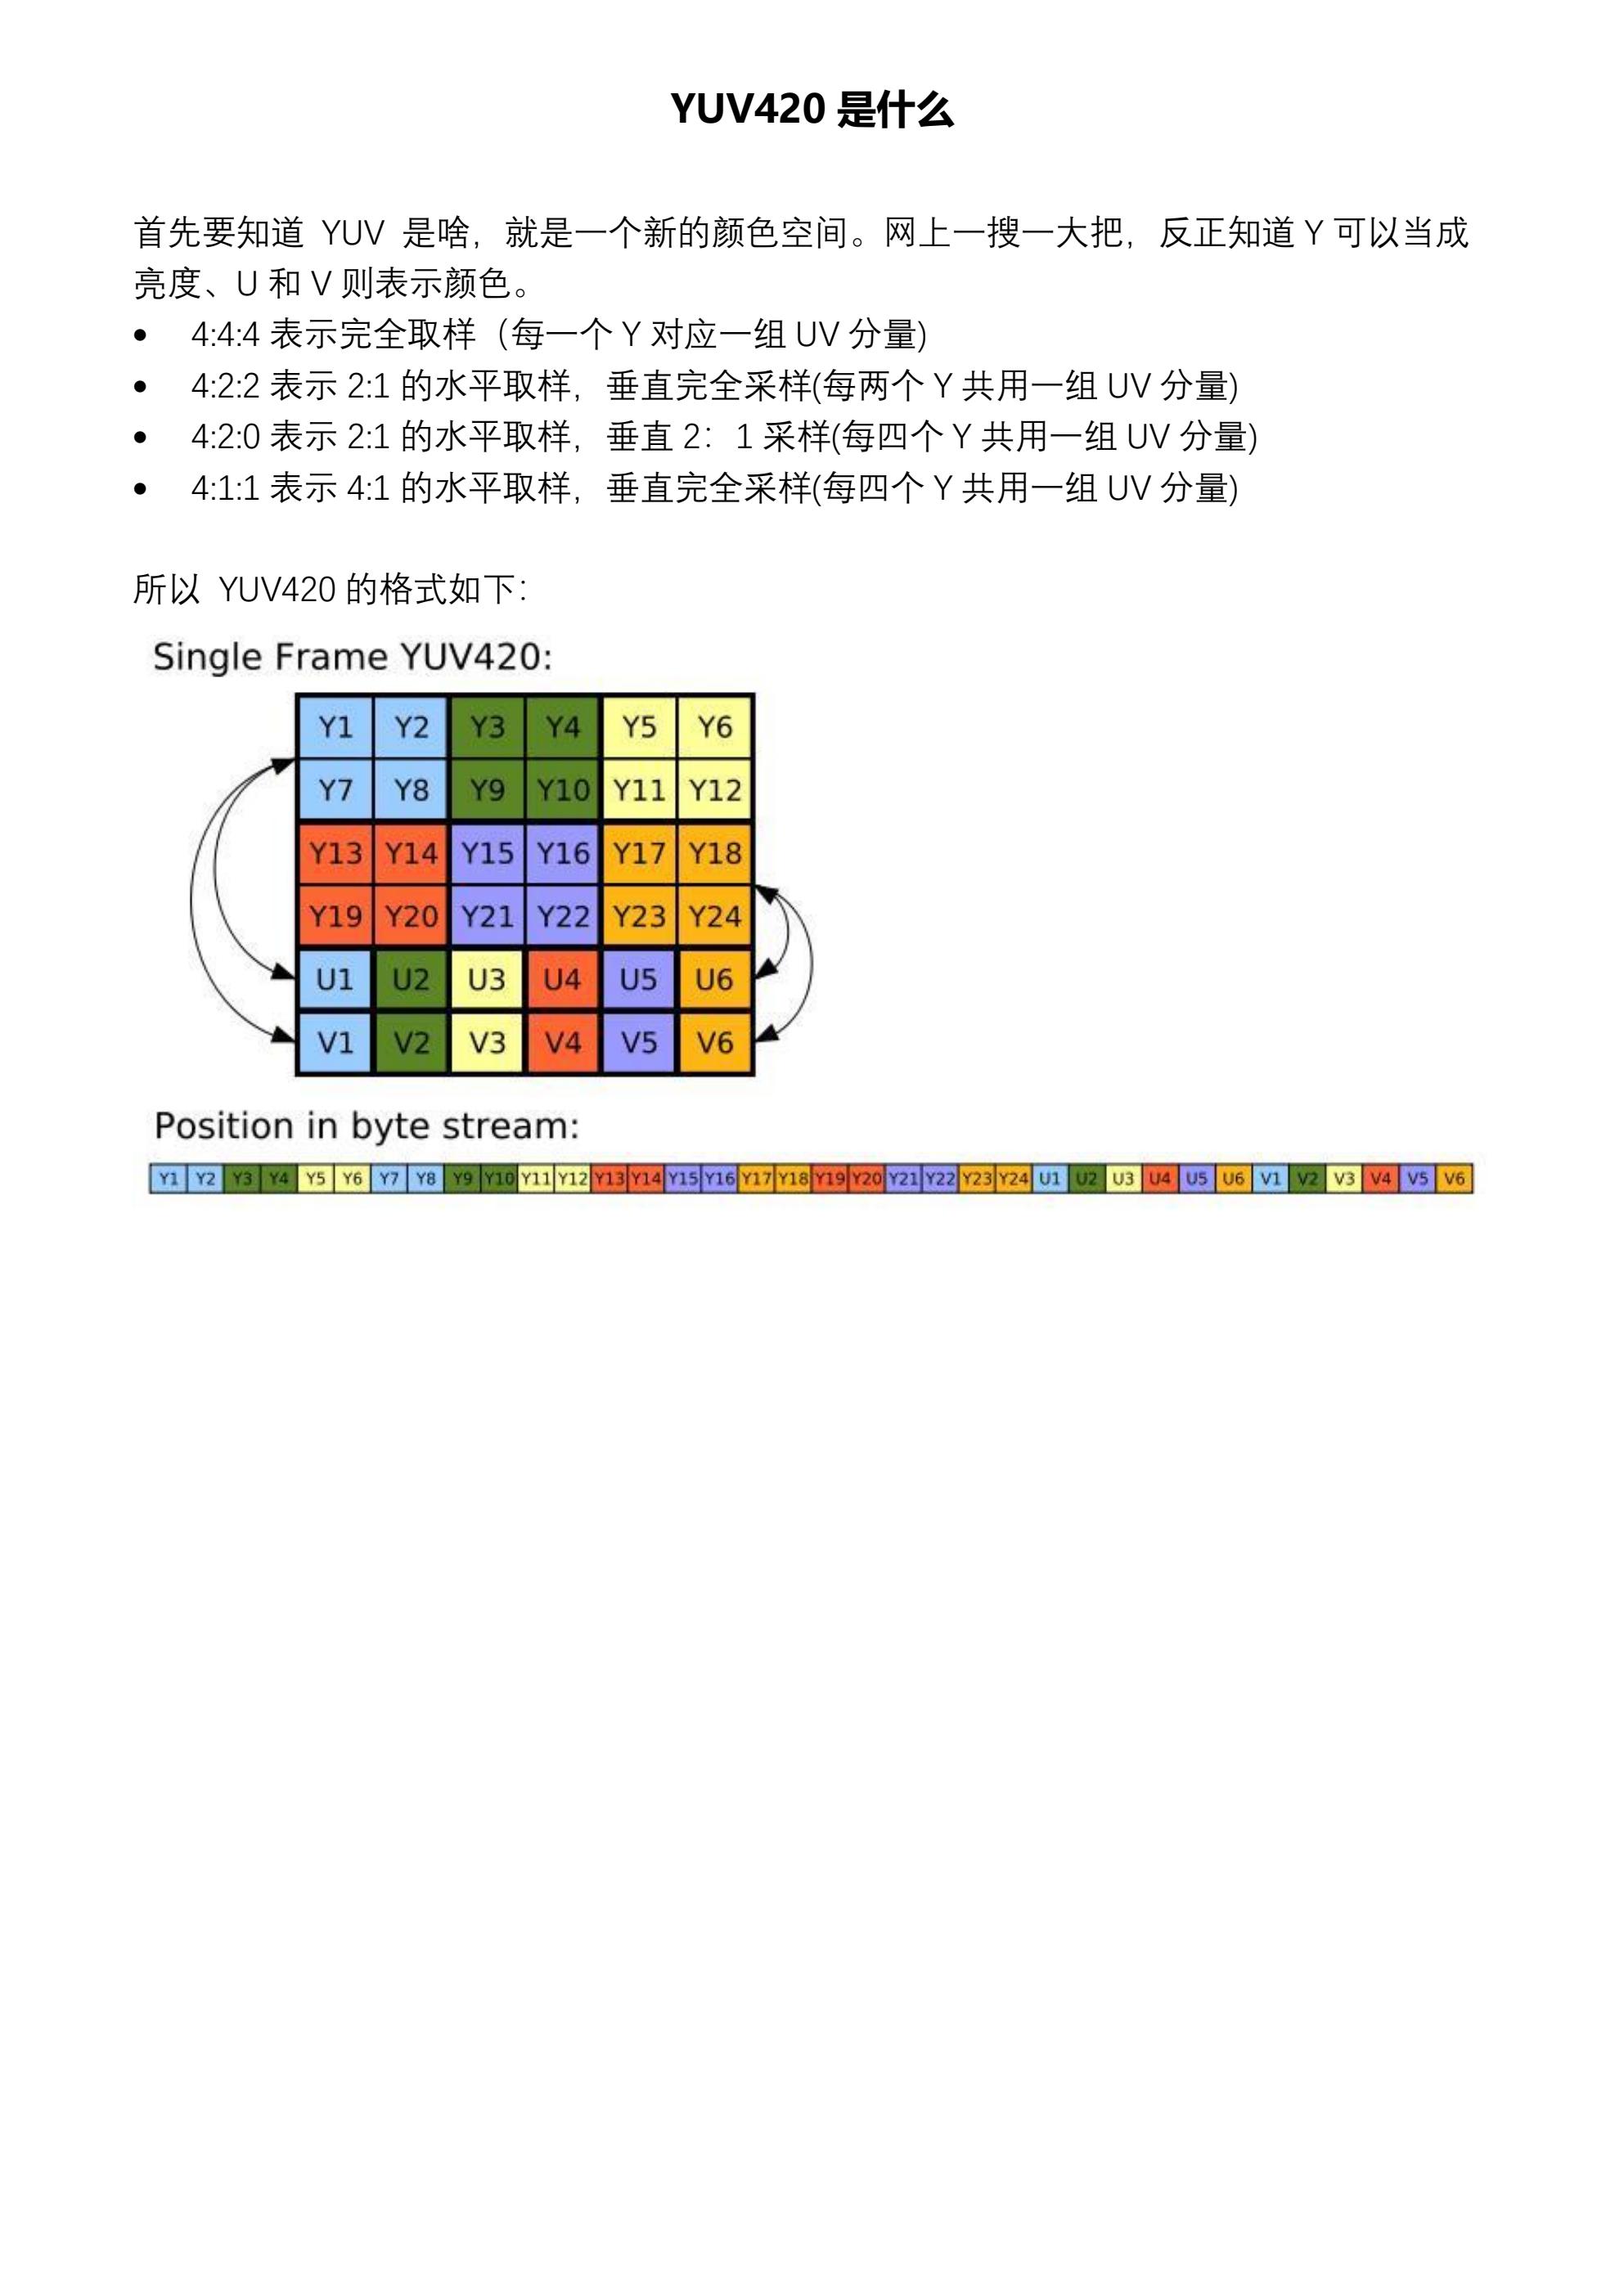 YUV420 是什么
首先要知道 YUV 是啥，就是一个新的颜色空间。网上一搜一大把，反正知道 Y 可以当成
亮度、U 和 V 则表示颜色。
● 4:4:4 表示完全取样（每一个 Y 对应一组 UV 分量)
● 4:2:2 表示 2:1 的水平取样，垂直完全采样(每两个 Y 共用一组 UV 分量)
● 4:2:0 表示 2:1 的水平取样，垂直 2：1 采样(每四个 Y 共用一组 UV 分量)
● 4:1:1 表示 4:1 的水平取样，垂直完全采样(每四个 Y 共用一组 UV 分量)
所以 YUV420 的格式如下：
Single Frame YUV420:
Y1 Y2 Y3 Y4 Y5 Y6
Y7 Y8 Y9 Y10 Y11 Y12
Y13 Y14 Y15 Y16 Y17 Y18
Y19 Y20 Y21 Y22 Y23 Y24
U1 U2 U3 U4 U5 U6
V1 V2 V3 V4 V5 V6
Position in byte stream:
Y1 Y2 Y3 Y4 Y5 Y6 Y7 Y8 Y9 Y10 Y11 Y12 Y13 Y14 Y15 Y16 Y17 Y18 Y19 Y20 Y21 Y22 Y23 Y24 U1 U2 U3 U4 U5 U6 V1 V2 V3 V4 V5 V6